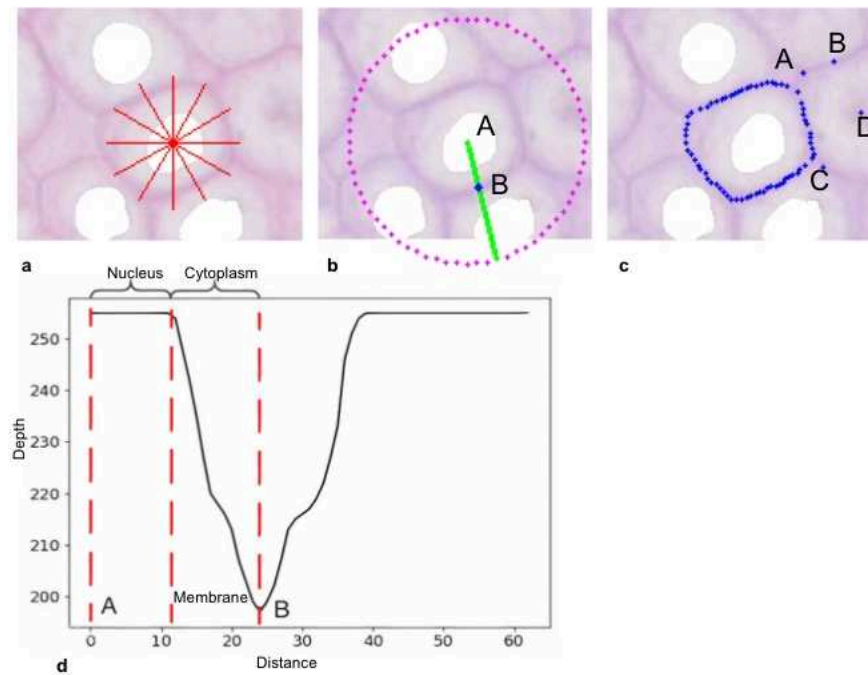 A
B
A
B
C
D
a
b
c
Nucleus
Cytoplasm
250
240
230
220
210
200
Depth
Membrane
A
B
0
10
20
30
40
50
60
Distance
d